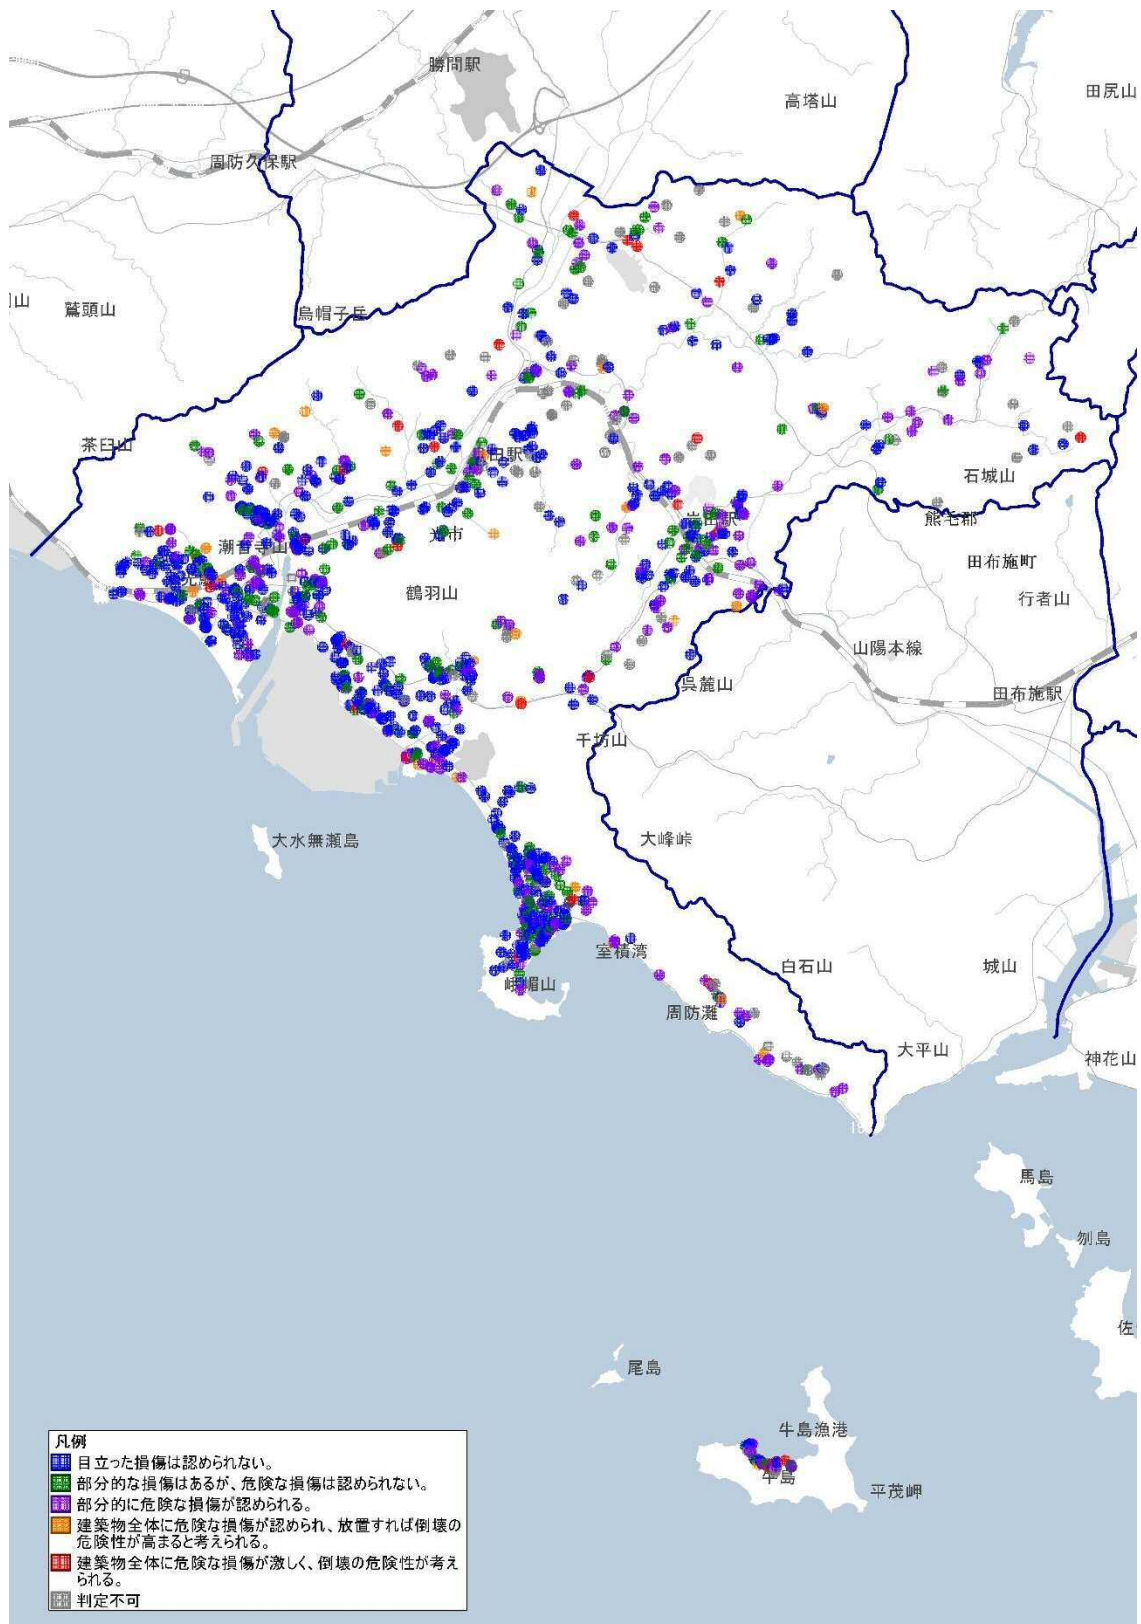 勝間駅
高塔山
田尻山
周防久保駅
鷲頭山
烏帽子岳
茶臼山
石城山
岩田駅
熊毛郡
潮音寺山
光市
田布施町
鶴羽山
行者山
山陽本線
呉麓山
田布施駅
千坊山
大水無瀬島
大峰峠
室積湾
白石山
城山
峨嵋山
周防灘
大平山
神花山
馬島
刎島
尾島
牛島漁港
牛島
平茂岬
凡例
目立った損傷は認められない。
部分的な損傷はあるが、危険な損傷は認められない。
部分的に危険な損傷が認められる。
建築物全体に危険な損傷が認められ、放置すれば倒壊の
危険性が高まると考えられる。
建築物全体に危険な損傷が激しく、倒壊の危険性が考え
られる。
判定不可